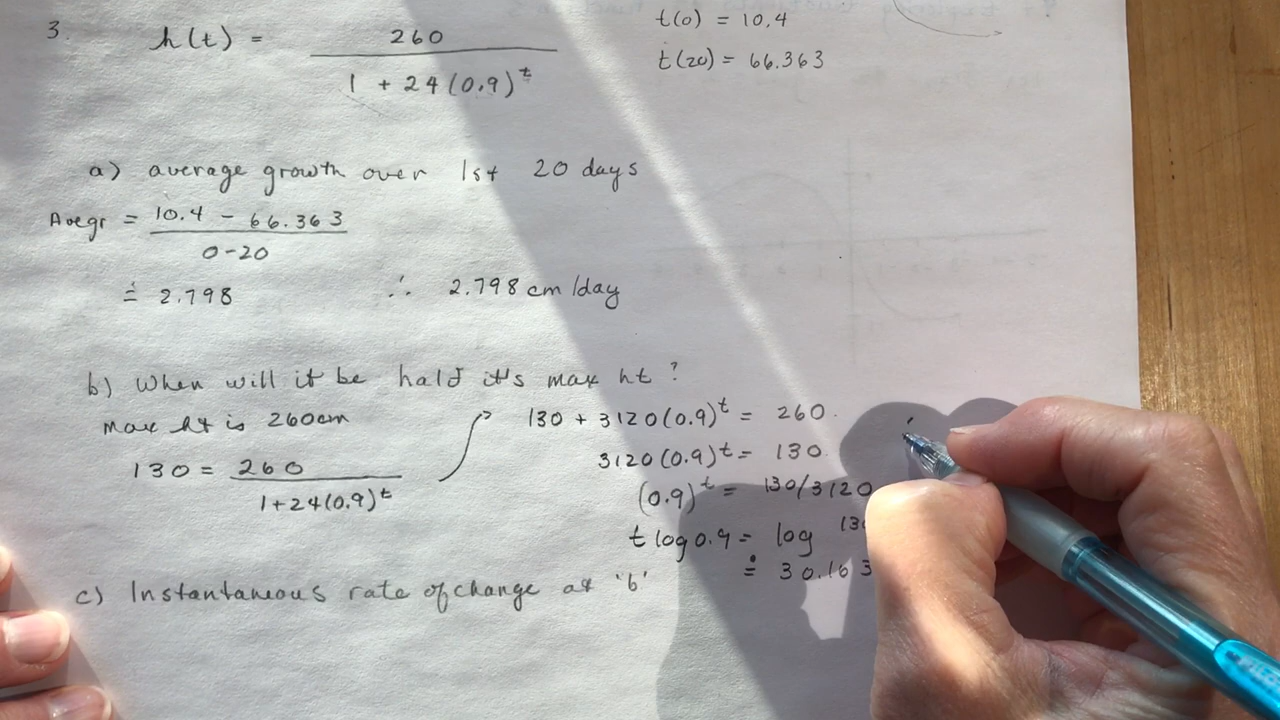 3. h(t) = 260
1 + 24(0.9)^t
t(0) = 10.4
t(20) = 66.363
a) average growth over 1st 20 days
Avegr = 10.4 - 66.363
0-20
≐ 2.798 ∴ 2.798 cm/day
b) When will it be half it's max ht?
max ht is 260cm
130 = 260
1+24(0.9)^t
130 + 3120(0.9)^t = 260
3120(0.9)^t = 130
(0.9)^t = 130/3120
t log 0.9 = log
≐ 30.163
c) Instantaneous rate of change at 'b'